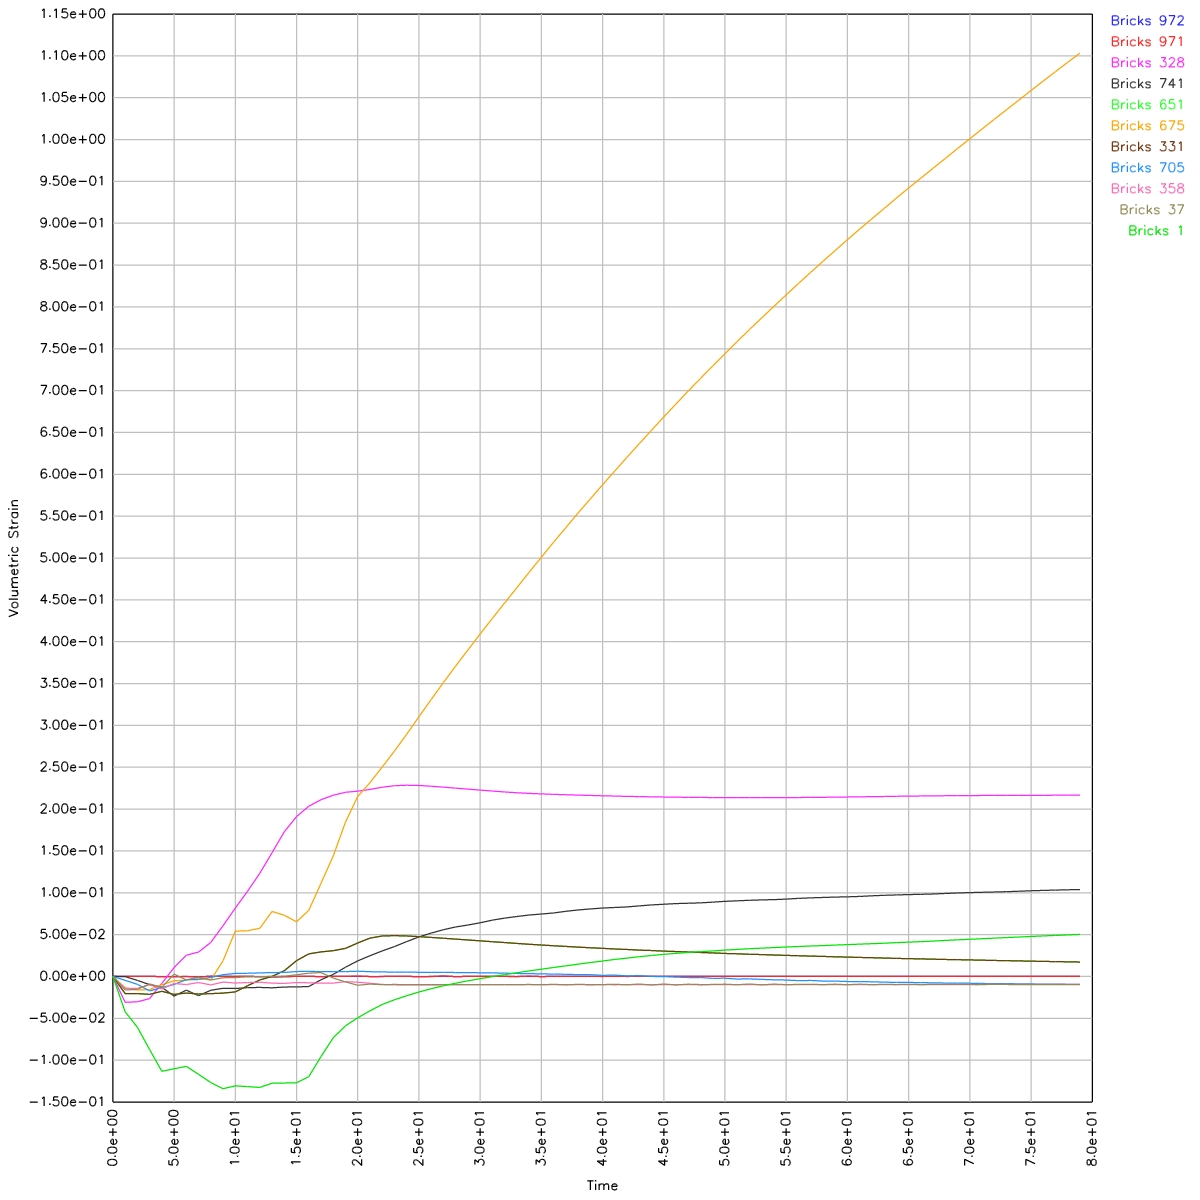 1.15e+00
1.10e+00
1.05e+00
1.00e+00
9.50e-01
9.00e-01
8.50e-01
8.00e-01
7.50e-01
7.00e-01
6.50e-01
6.00e-01
5.50e-01
5.00e-01
4.50e-01
4.00e-01
3.50e-01
3.00e-01
2.50e-01
2.00e-01
1.50e-01
1.00e-01
5.00e-02
0.00e+00
-5.00e-02
-1.00e-01
-1.50e-01
Volumetric Strain
0.0e+00
5.0e+00
1.0e+01
1.5e+01
2.0e+01
2.5e+01
3.0e+01
3.5e+01
4.0e+01
4.5e+01
5.0e+01
5.5e+01
6.0e+01
6.5e+01
7.0e+01
7.5e+01
8.0e+01
Time
Bricks 972
Bricks 971
Bricks 328
Bricks 741
Bricks 651
Bricks 675
Bricks 331
Bricks 705
Bricks 358
Bricks 37
Bricks 1